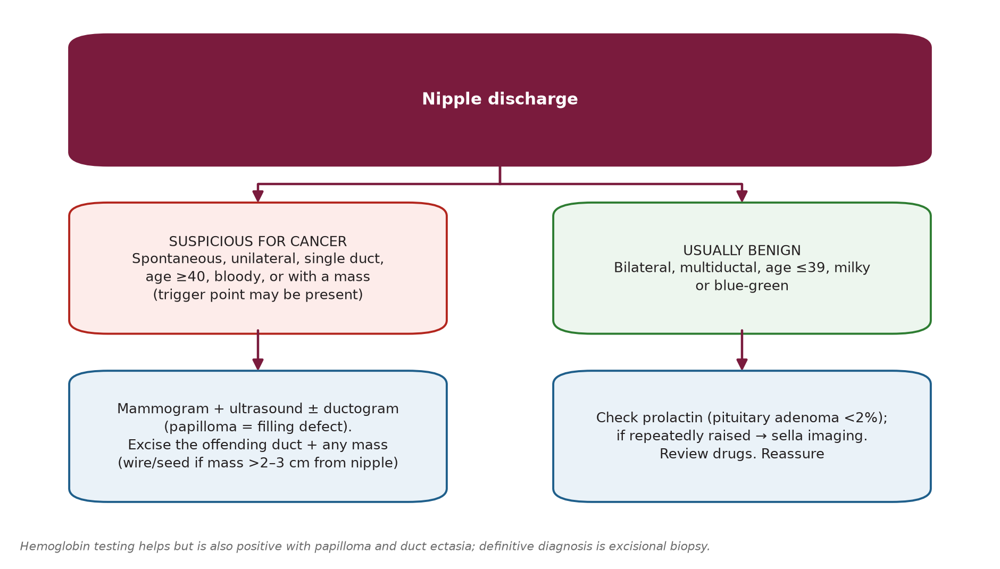 Nipple discharge
SUSPICIOUS FOR CANCER
Spontaneous, unilateral, single duct,
age ≥40, bloody, or with a mass
(trigger point may be present)
USUALLY BENIGN
Bilateral, multiductal, age ≤39, milky
or blue-green
Mammogram + ultrasound ± ductogram
(papilloma = filling defect).
Excise the offending duct + any mass
(wire/seed if mass >2–3 cm from nipple)
Check prolactin (pituitary adenoma <2%);
if repeatedly raised → sella imaging.
Review drugs. Reassure
Hemoglobin testing helps but is also positive with papilloma and duct ectasia; definitive diagnosis is excisional biopsy.